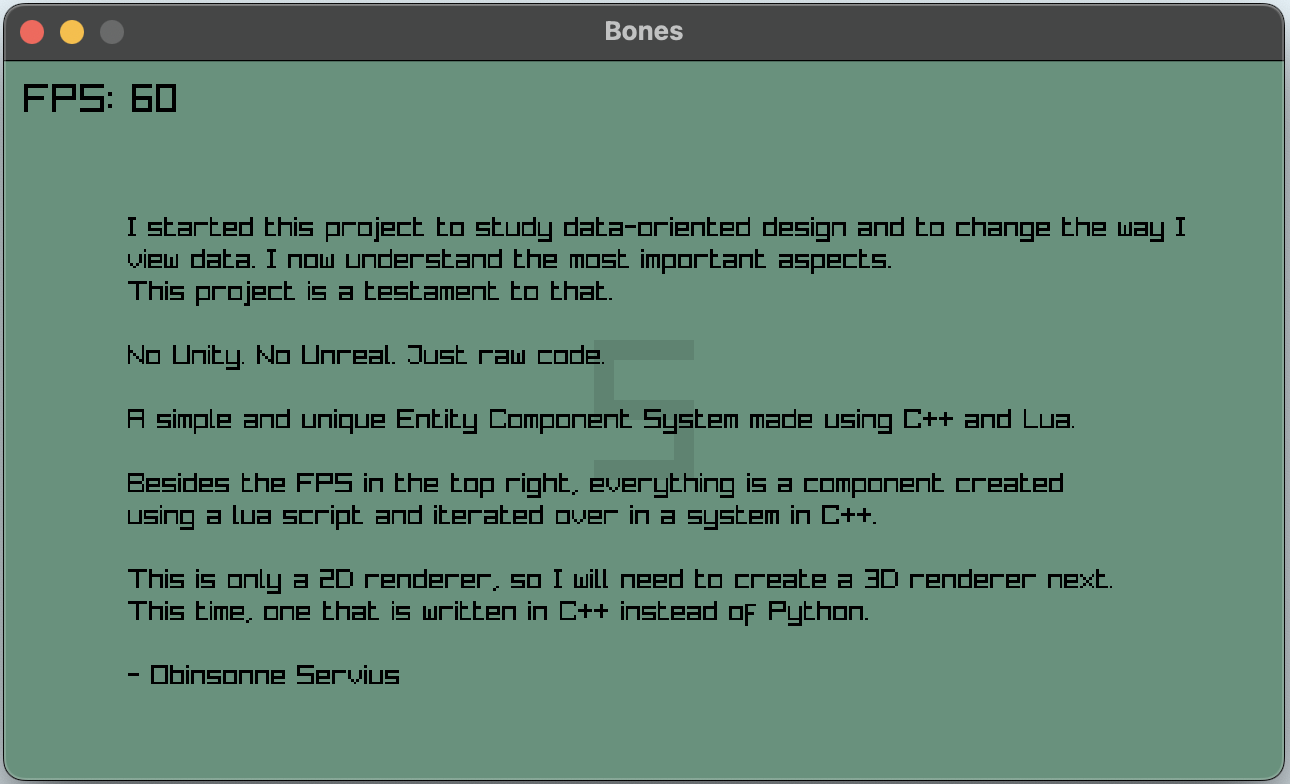 Bones
FPS: 60
I started this project to study data-oriented design and to change the way I
view data. I now understand the most important aspects.
This project is a testament to that.
No Unity. No Unreal. Just raw code.
5
A simple and unique Entity Component System made using C++ and Lua.
Besides the FPS in the top right, everything is a component created
using a lua script and iterated over in a system in C++.
This is only a 2D renderer, so I will need to create a 3D renderer next.
This time, one that is written in C++ instead of Python.
- Obinsonne Servius